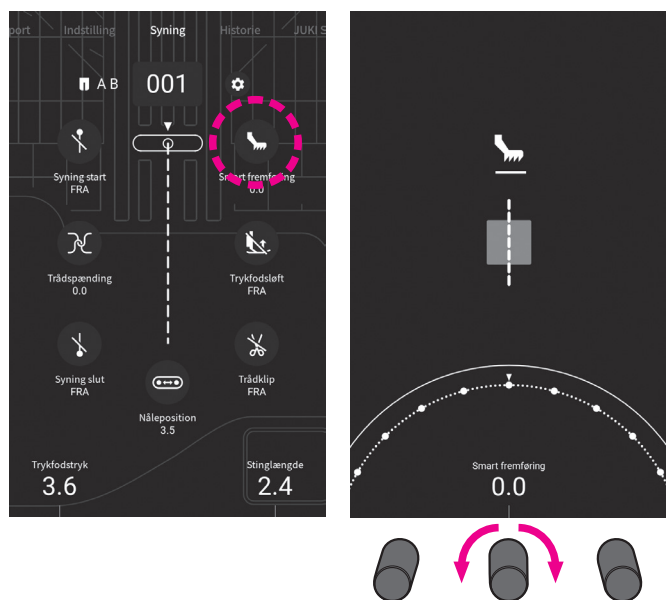 port Indstilling Syning Historie JUKI S
A B 001
Syning start
FRA
Smart fremføring
0.0
Trådspænding
0.0
Trykfodsløft
FRA
Syning slut
FRA
Nåleposition
3.5
Trådklip
FRA
Trykfodstryk
3.6
Stinglængde
2.4
Smart fremføring
0.0